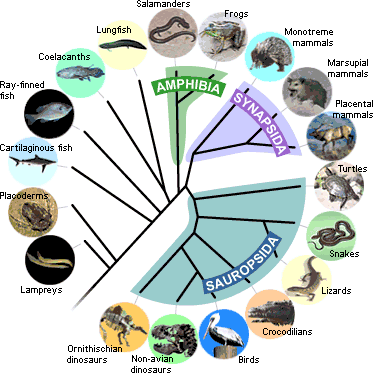 Salamanders
Frogs
Monotreme
mammals
Lungfish
Coelacanths
Marsupial
mammals
Ray-finned
fish
AMPHIBIA
SYNAPSIDA
Placental
mammals
Cartilaginous fish
Turtles
Placoderms
Snakes
SAUROPSIDA
Lampreys
Lizards
Crocodilians
Ornithischian
dinosaurs
Non-avian
dinosaurs
Birds